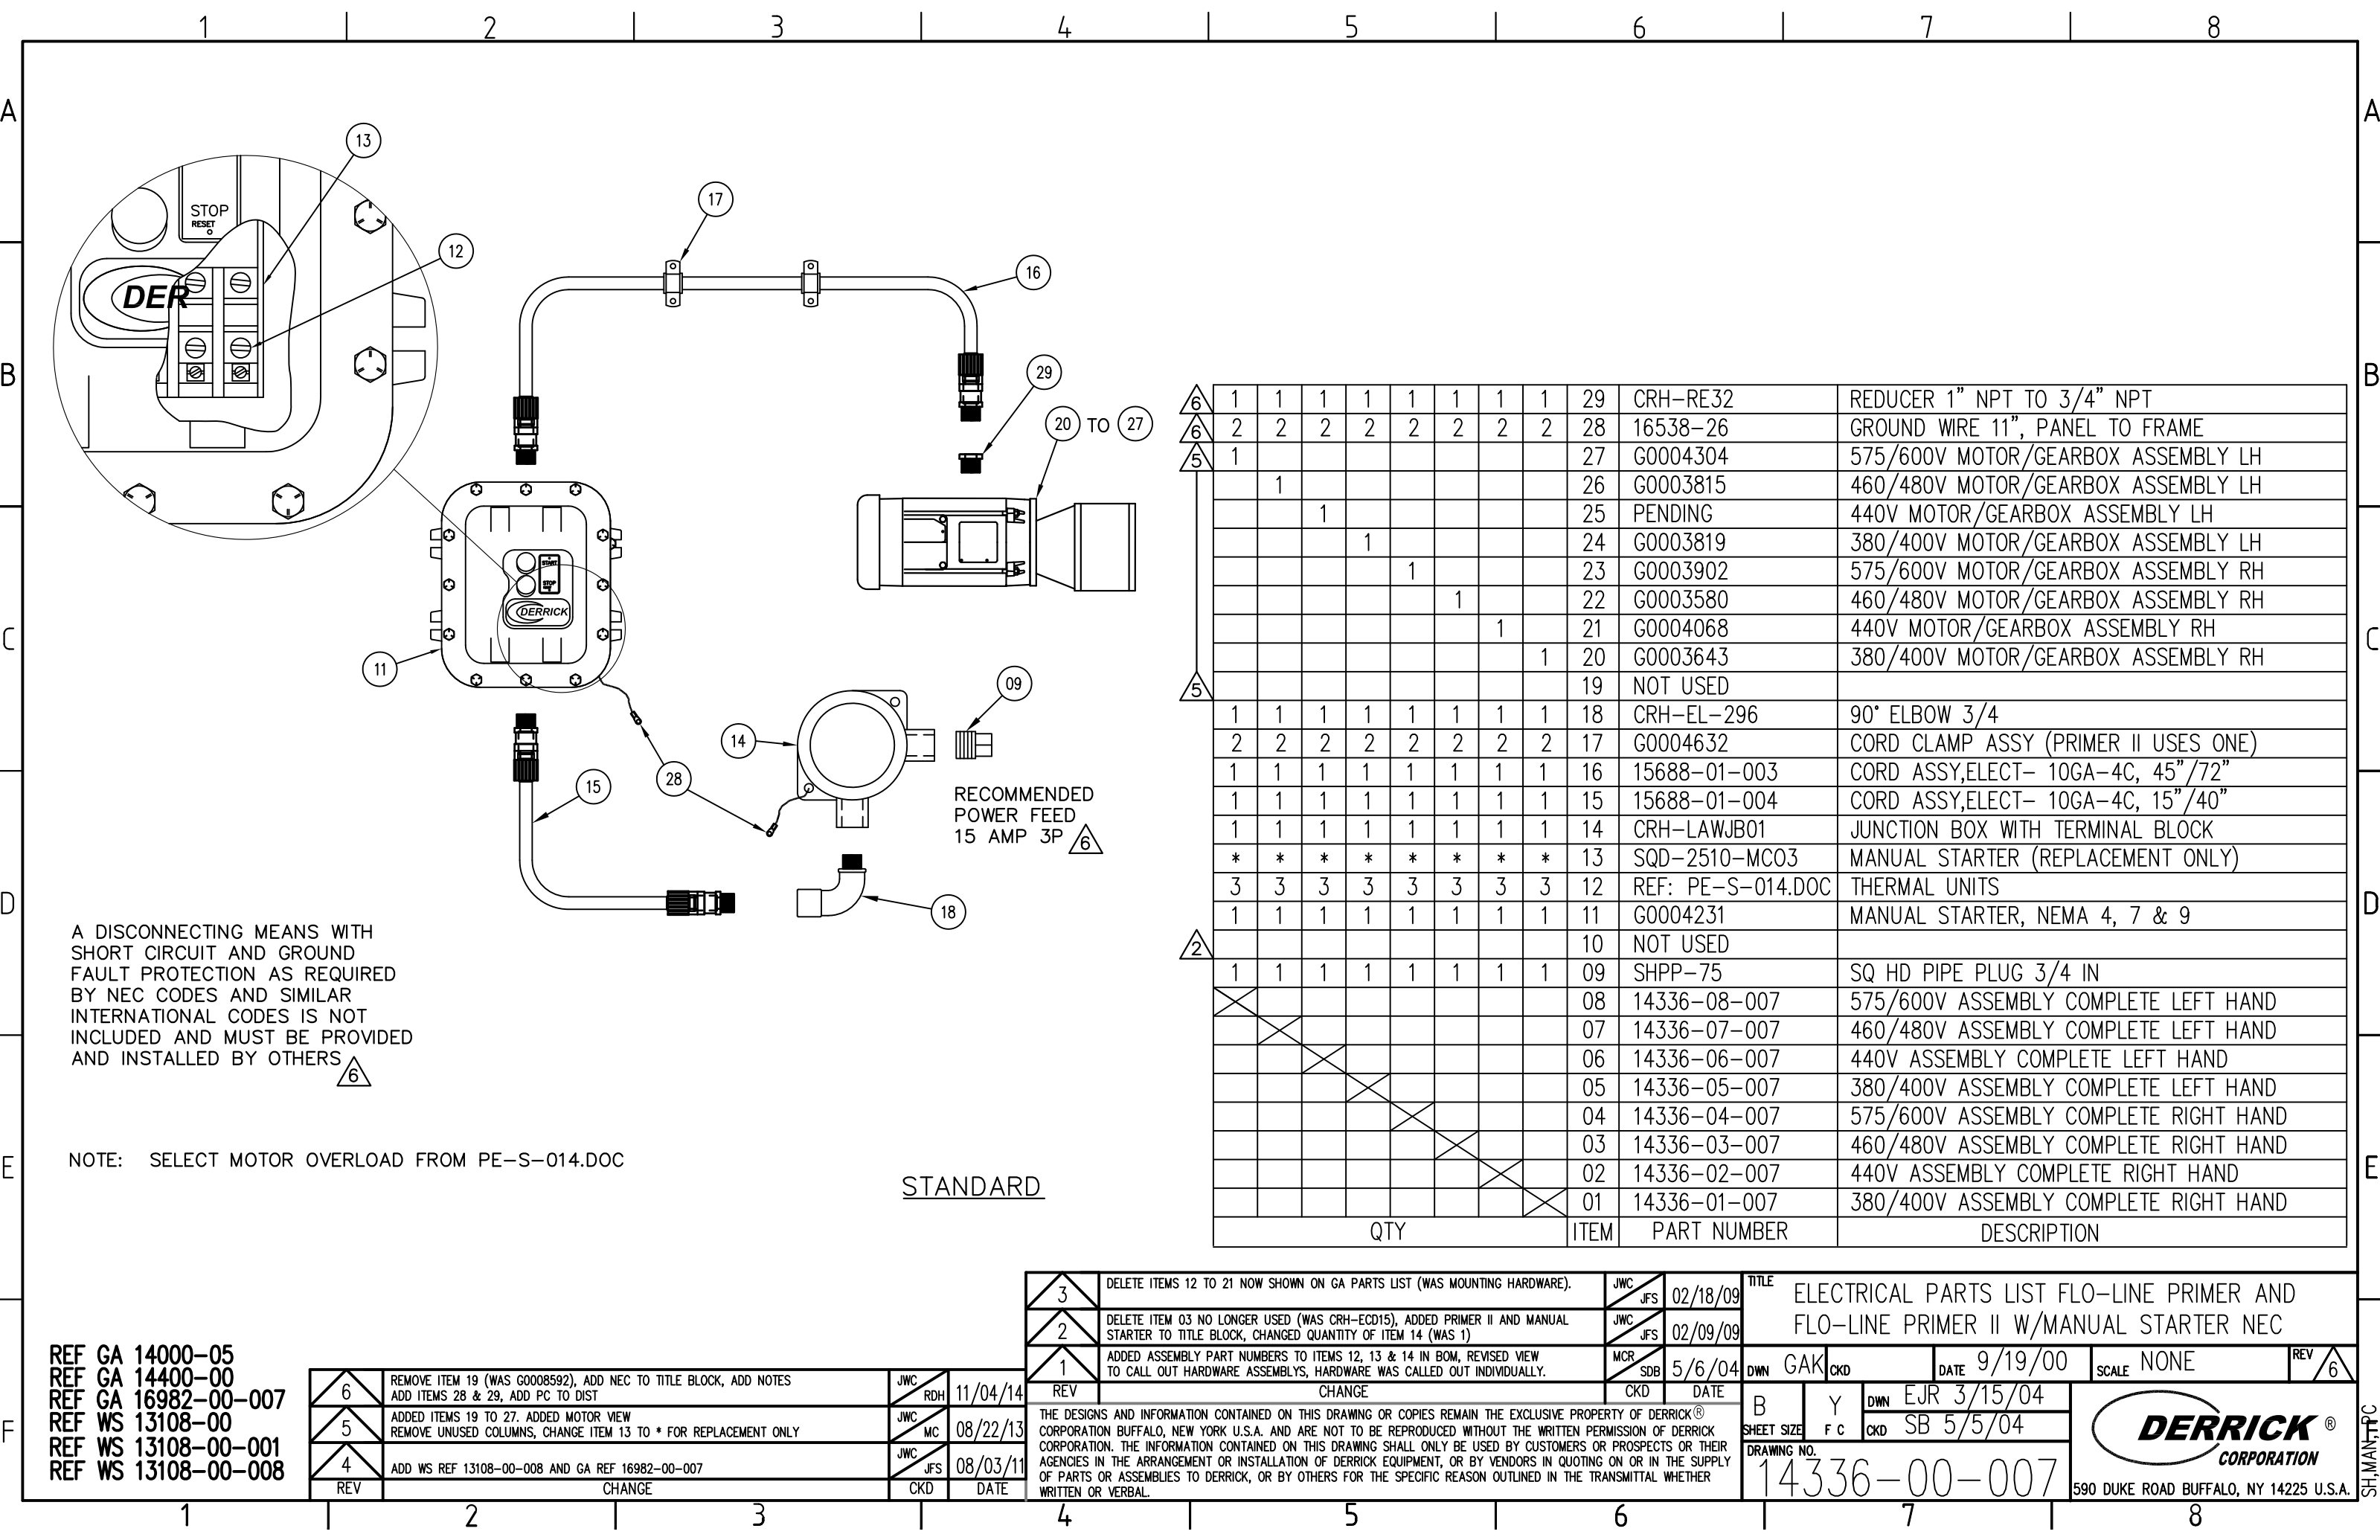 1 2 3 4 5 6 7 8
A A
B B
C C
D D
E E
F F
13
STOP
RESET
12
DER
17
16
29
20 TO 27
START
STOP
DERRICK
11
09
14
28
15
18
RECOMMENDED
POWER FEED
15 AMP 3P 6
A DISCONNECTING MEANS WITH
SHORT CIRCUIT AND GROUND
FAULT PROTECTION AS REQUIRED
BY NEC CODES AND SIMILAR
INTERNATIONAL CODES IS NOT
INCLUDED AND MUST BE PROVIDED
AND INSTALLED BY OTHERS 6
NOTE: SELECT MOTOR OVERLOAD FROM PE-S-014.DOC
STANDARD
6 1 1 1 1 1 1 1 1 29 CRH-RE32 REDUCER 1" NPT TO 3/4" NPT
6 2 2 2 2 2 2 2 2 28 16538-26 GROUND WIRE 11", PANEL TO FRAME
5 1 27 G0004304 575/600V MOTOR/GEARBOX ASSEMBLY LH
1 26 G0003815 460/480V MOTOR/GEARBOX ASSEMBLY LH
1 25 PENDING 440V MOTOR/GEARBOX ASSEMBLY LH
1 24 G0003819 380/400V MOTOR/GEARBOX ASSEMBLY LH
1 23 G0003902 575/600V MOTOR/GEARBOX ASSEMBLY RH
1 22 G0003580 460/480V MOTOR/GEARBOX ASSEMBLY RH
1 21 G0004068 440V MOTOR/GEARBOX ASSEMBLY RH
1 20 G0003643 380/400V MOTOR/GEARBOX ASSEMBLY RH
5 19 NOT USED
1 1 1 1 1 1 1 1 18 CRH-EL-296 90° ELBOW 3/4
2 2 2 2 2 2 2 2 17 G0004632 CORD CLAMP ASSY (PRIMER II USES ONE)
1 1 1 1 1 1 1 1 16 15688-01-003 CORD ASSY,ELECT- 10GA-4C, 45"/72"
1 1 1 1 1 1 1 1 15 15688-01-004 CORD ASSY,ELECT- 10GA-4C, 15"/40"
1 1 1 1 1 1 1 1 14 CRH-LAWJB01 JUNCTION BOX WITH TERMINAL BLOCK
* * * * * * * * 13 SQD-2510-MCO3 MANUAL STARTER (REPLACEMENT ONLY)
3 3 3 3 3 3 3 3 12 REF: PE-S-014.DOC THERMAL UNITS
1 1 1 1 1 1 1 1 11 G0004231 MANUAL STARTER, NEMA 4, 7 & 9
2 10 NOT USED
1 1 1 1 1 1 1 1 09 SHPP-75 SQ HD PIPE PLUG 3/4 IN
08 14336-08-007 575/600V ASSEMBLY COMPLETE LEFT HAND
07 14336-07-007 460/480V ASSEMBLY COMPLETE LEFT HAND
06 14336-06-007 440V ASSEMBLY COMPLETE LEFT HAND
05 14336-05-007 380/400V ASSEMBLY COMPLETE LEFT HAND
04 14336-04-007 575/600V ASSEMBLY COMPLETE RIGHT HAND
03 14336-03-007 460/480V ASSEMBLY COMPLETE RIGHT HAND
02 14336-02-007 440V ASSEMBLY COMPLETE RIGHT HAND
01 14336-01-007 380/400V ASSEMBLY COMPLETE RIGHT HAND
QTY ITEM PART NUMBER DESCRIPTION
REF GA 14000-05
REF GA 14400-00
REF GA 16982-00-007
REF WS 13108-00
REF WS 13108-00-001
REF WS 13108-00-008
6 REMOVE ITEM 19 (WAS G0008592), ADD NEC TO TITLE BLOCK, ADD NOTES
ADD ITEMS 28 & 29, ADD PC TO DIST JWC RDH 11/04/14
5 ADDED ITEMS 19 TO 27. ADDED MOTOR VIEW
REMOVE UNUSED COLUMNS, CHANGE ITEM 13 TO * FOR REPLACEMENT ONLY JWC MC 08/22/13
4 ADD WS REF 13108-00-008 AND GA REF 16982-00-007 JWC JFS 08/03/11
REV CHANGE CKD DATE
3 DELETE ITEMS 12 TO 21 NOW SHOWN ON GA PARTS LIST (WAS MOUNTING HARDWARE). JWC JFS 02/18/09
2 DELETE ITEM 03 NO LONGER USED (WAS CRH-ECD15), ADDED PRIMER II AND MANUAL
STARTER TO TITLE BLOCK, CHANGED QUANTITY OF ITEM 14 (WAS 1) JWC JFS 02/09/09
1 ADDED ASSEMBLY PART NUMBERS TO ITEMS 12, 13 & 14 IN BOM, REVISED VIEW
TO CALL OUT HARDWARE ASSEMBLYS, HARDWARE WAS CALLED OUT INDIVIDUALLY. MCR SDB 5/6/04
REV CHANGE CKD DATE
THE DESIGNS AND INFORMATION CONTAINED ON THIS DRAWING OR COPIES REMAIN THE EXCLUSIVE PROPERTY OF DERRICK®
CORPORATION BUFFALO, NEW YORK U.S.A. AND ARE NOT TO BE REPRODUCED WITHOUT THE WRITTEN PERMISSION OF DERRICK
CORPORATION. THE INFORMATION CONTAINED ON THIS DRAWING SHALL ONLY BE USED BY CUSTOMERS OR PROSPECTS OR THEIR
AGENCIES IN THE ARRANGEMENT OR INSTALLATION OF DERRICK EQUIPMENT, OR BY VENDORS IN QUOTING ON OR IN THE SUPPLY
OF PARTS OR ASSEMBLIES TO DERRICK, OR BY OTHERS FOR THE SPECIFIC REASON OUTLINED IN THE TRANSMITTAL WHETHER
WRITTEN OR VERBAL.
TITLE ELECTRICAL PARTS LIST FLO-LINE PRIMER AND
FLO-LINE PRIMER II W/MANUAL STARTER NEC
DWN GAK CKD DATE 9/19/00 SCALE NONE REV 6
B SHEET SIZE Y F C DWN EJR 3/15/04
CKD SB 5/5/04
DRAWING NO.
14336-00-007
DERRICK ®
CORPORATION
590 DUKE ROAD BUFFALO, NY 14225 U.S.A.
1 2 3 4 5 6 7 8